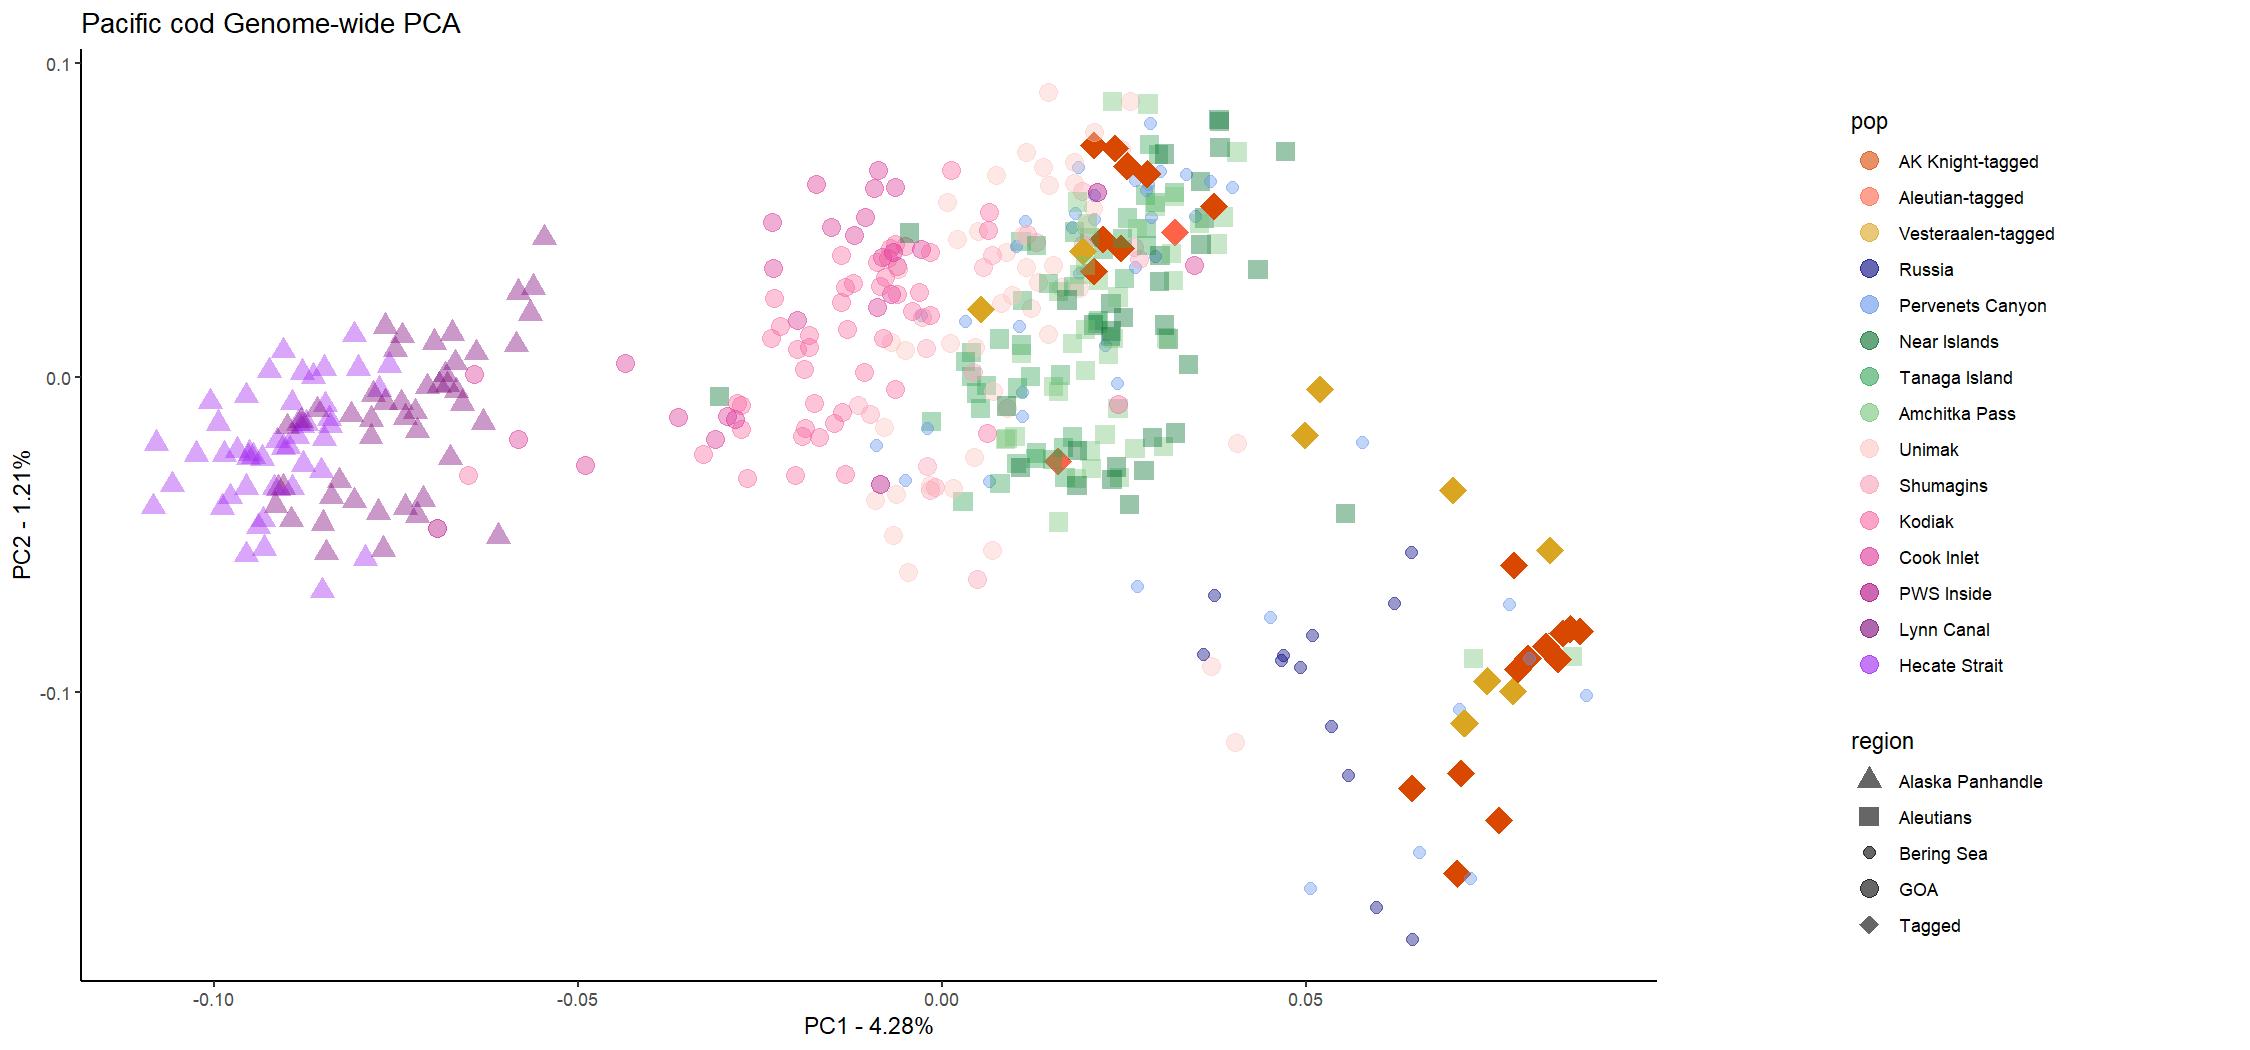 Pacific cod Genome-wide PCA
0.1
0.0
-0.1
PC2 - 1.21%
-0.10
-0.05
0.00
0.05
PC1 - 4.28%
pop
AK Knight-tagged
Aleutian-tagged
Vesteraalen-tagged
Russia
Pervenets Canyon
Near Islands
Tanaga Island
Amchitka Pass
Unimak
Shumagins
Kodiak
Cook Inlet
PWS Inside
Lynn Canal
Hecate Strait
region
Alaska Panhandle
Aleutians
Bering Sea
GOA
Tagged